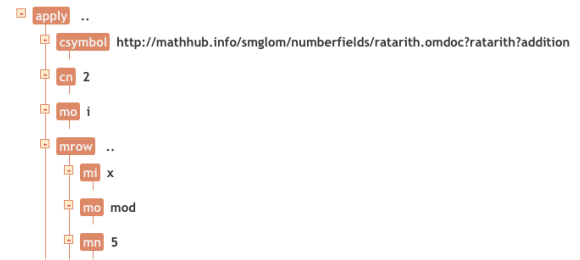 apply ..
csymbol http://mathhub.info/smglom/numberfields/ratarith.omdoc?ratarith?addition
cn 2
mo i
mrow ..
mi x
mo mod
mn 5